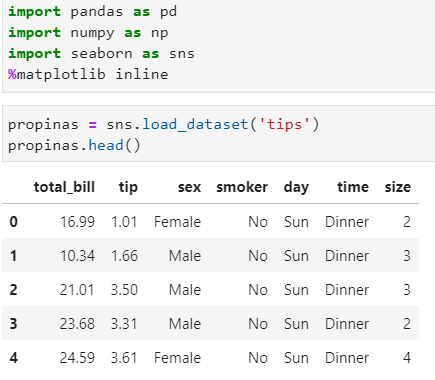 import pandas as pd
import numpy as np
import seaborn as sns
%matplotlib inline
propinas = sns.load_dataset('tips')
propinas.head()
total_bill tip sex smoker day time size
0 16.99 1.01 Female No Sun Dinner 2
1 10.34 1.66 Male No Sun Dinner 3
2 21.01 3.50 Male No Sun Dinner 3
3 23.68 3.31 Male No Sun Dinner 2
4 24.59 3.61 Female No Sun Dinner 4